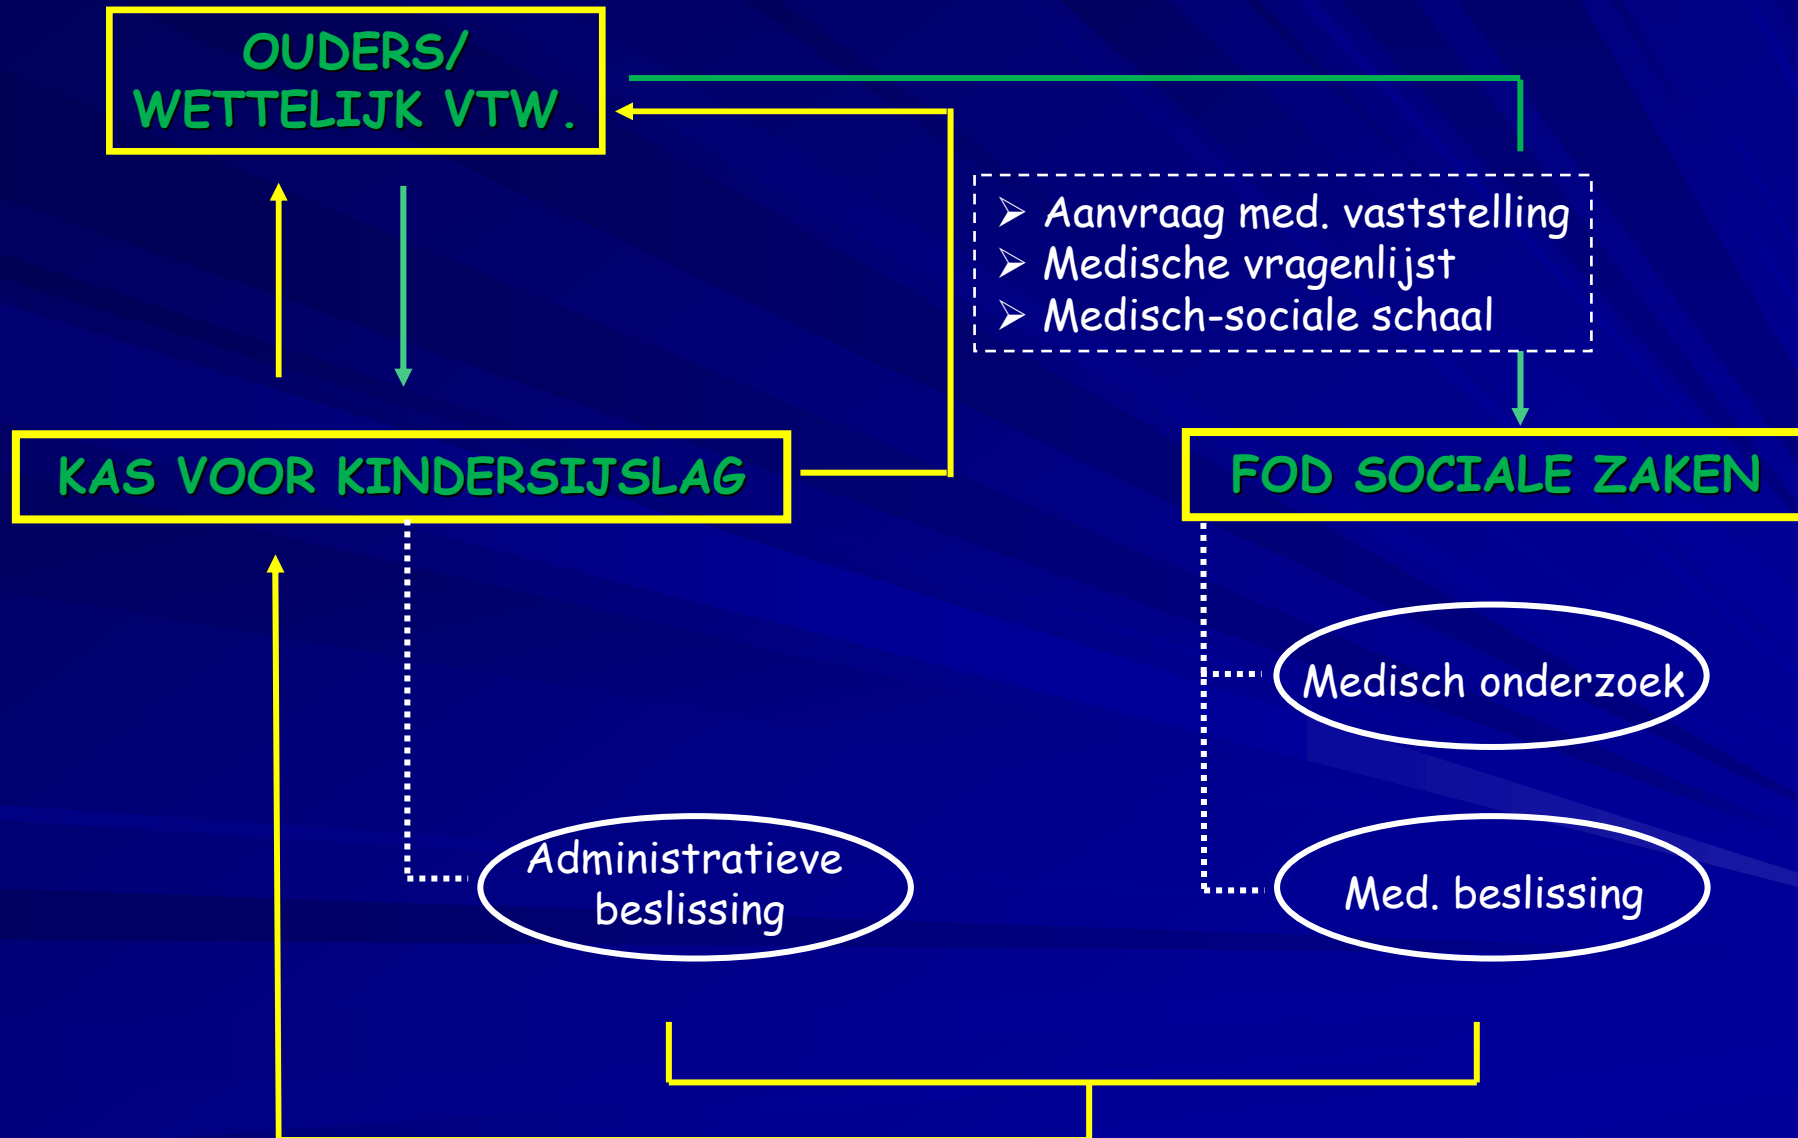 OUDERS/
WETTELIJK VTW.
➢ Aanvraag med. vaststelling
➢ Medische vragenlijst
➢ Medisch-sociale schaal
KAS VOOR KINDERSIJSLAG
FOD SOCIALE ZAKEN
Medisch onderzoek
Administratieve
beslissing
Med. beslissing